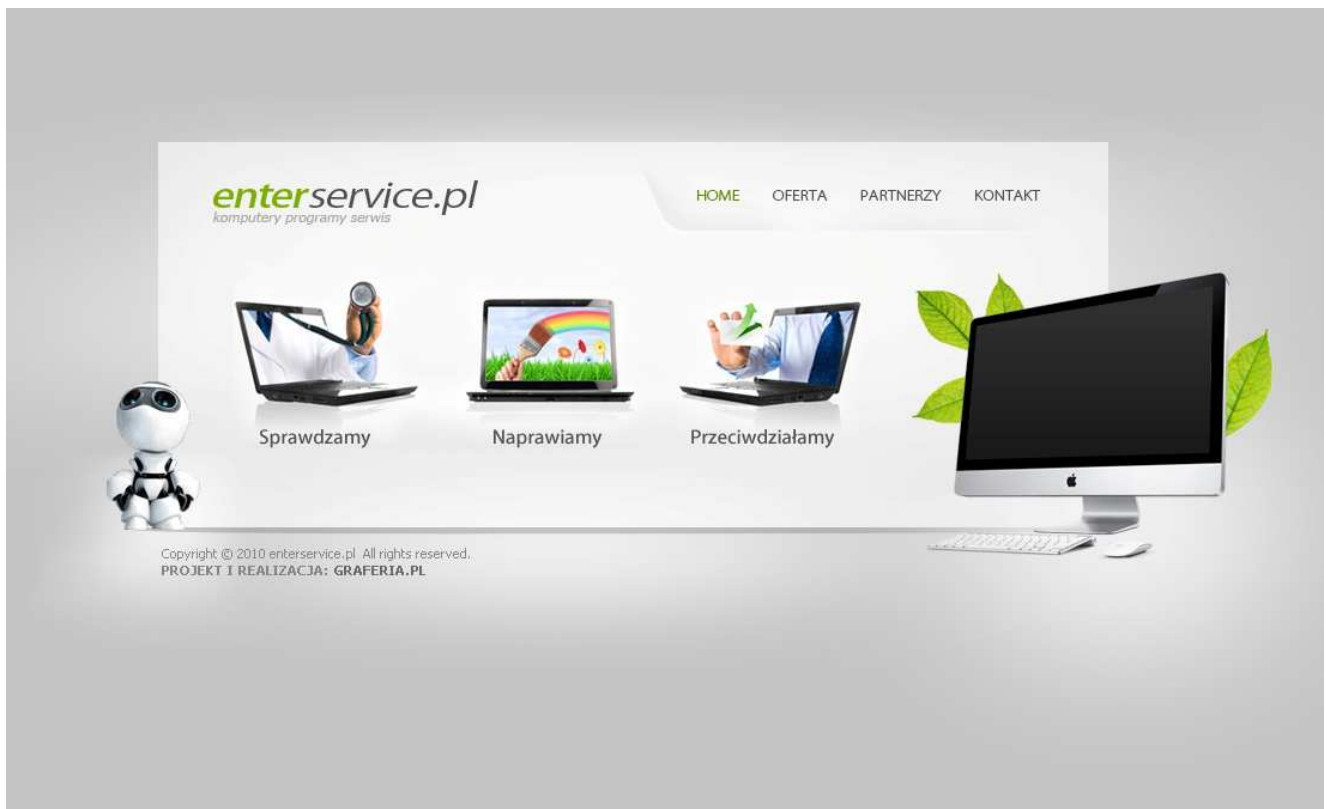 enterservice.pl
komputery programy serwis
HOME OFERTA PARTNERZY KONTAKT
Sprawdzamy Naprawiamy Przeciwdziałamy
Copyright © 2010 enterservice.pl All rights reserved.
PROJEKT I REALIZACJA: GRAFERIA.PL